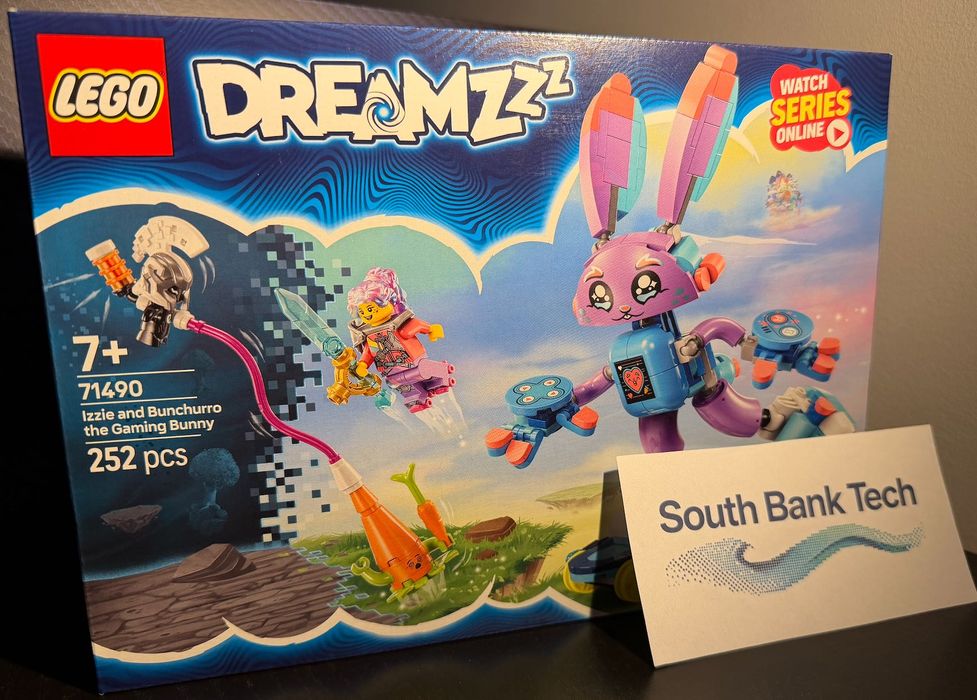 LEGO
DREAMZzz
WATCH
SERIES
ONLINE
7+
71490
Izzie and Bunchurro
the Gaming Bunny
252 pcs
South Bank Tech